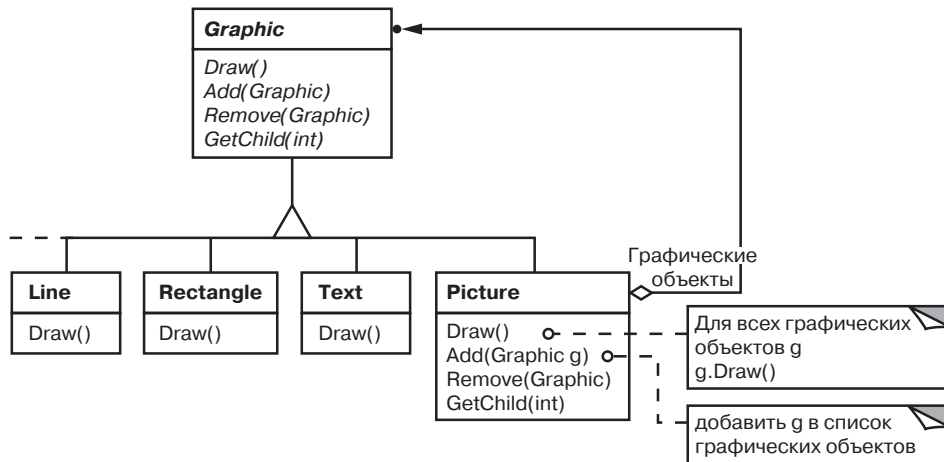 Graphic
Draw()
Add(Graphic)
Remove(Graphic)
GetChild(int)
Графические
объекты
Line
Draw()
Rectangle
Draw()
Text
Draw()
Picture
Draw()
Add(Graphic g)
Remove(Graphic)
GetChild(int)
Для всех графических
объектов g
g.Draw()
добавить g в список
графических объектов